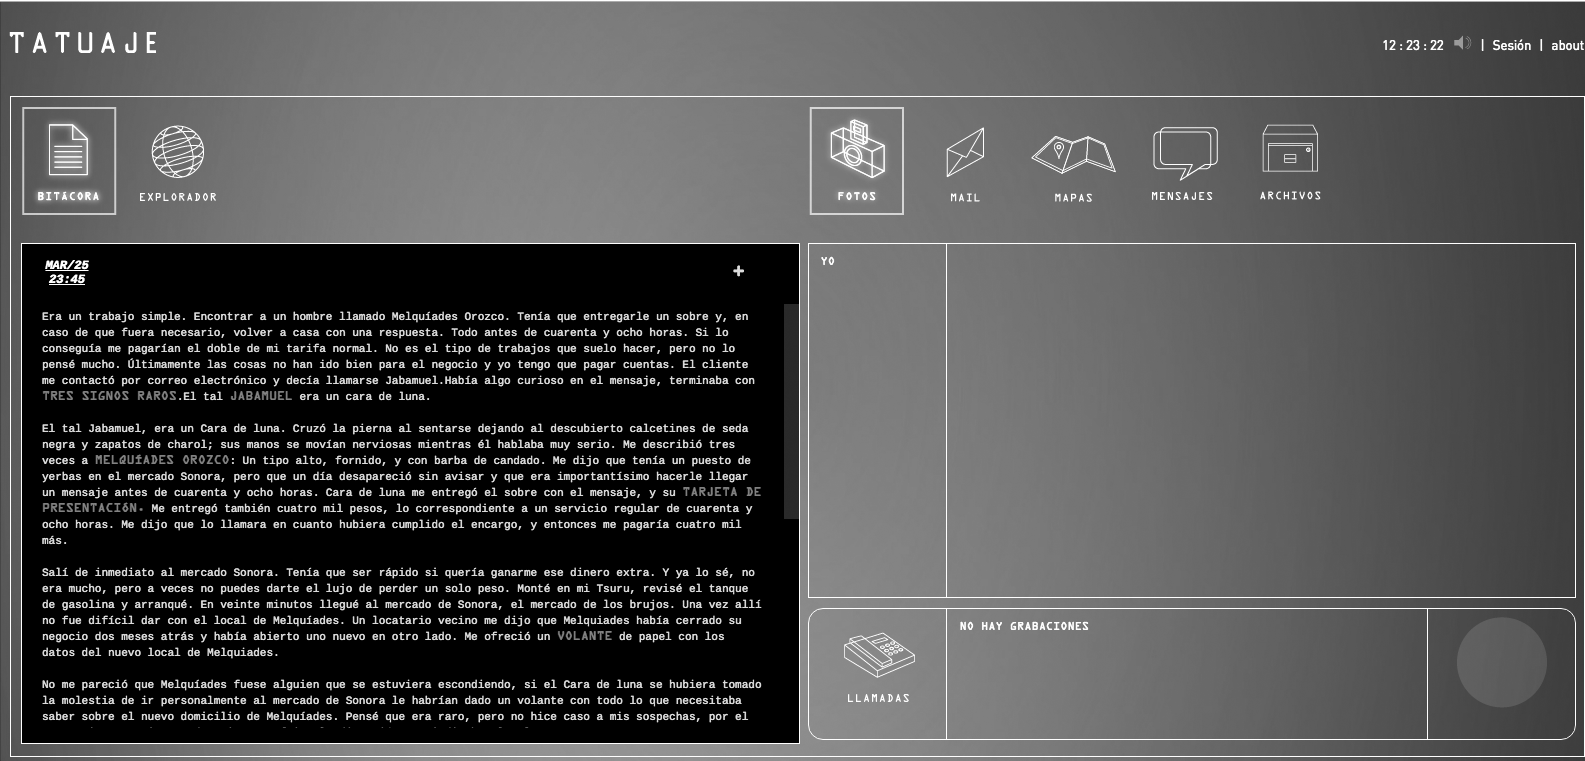 TATUAJE
12 : 23 : 22 | Sesión | about
BITÁCORA
EXPLORADOR
FOTOS
MAIL
MAPAS
MENSAJES
ARCHIVOS
MAR/25
23:45
+
Era un trabajo simple. Encontrar a un hombre llamado Melquíades Orozco. Tenía que entregarle un sobre y, en
caso de que fuera necesario, volver a casa con una respuesta. Todo antes de cuarenta y ocho horas. Si lo
conseguía me pagarían el doble de mi tarifa normal. No es el tipo de trabajos que suelo hacer, pero no lo
pensé mucho. Últimamente las cosas no han ido bien para el negocio y yo tengo que pagar cuentas. El cliente
me contactó por correo electrónico y decía llamarse Jabamuel.Había algo curioso en el mensaje, terminaba con
TRES SIGNOS RAROS.El tal JABAMUEL era un cara de luna.
El tal Jabamuel, era un Cara de luna. Cruzó la pierna al sentarse dejando al descubierto calcetines de seda
negra y zapatos de charol; sus manos se movían nerviosas mientras él hablaba muy serio. Me describió tres
veces a MELQUÍADES OROZCO: Un tipo alto, fornido, y con barba de candado. Me dijo que tenía un puesto de
yerbas en el mercado Sonora, pero que un día desapareció sin avisar y que era importantísimo hacerle llegar
un mensaje antes de cuarenta y ocho horas. Cara de luna me entregó el sobre con el mensaje, y su TARJETA DE
PRESENTACIÓN. Me entregó también cuatro mil pesos, lo correspondiente a un servicio regular de cuarenta y
ocho horas. Me dijo que lo llamara en cuanto hubiera cumplido el encargo, y entonces me pagaría cuatro mil
más.
Salí de inmediato al mercado Sonora. Tenía que ser rápido si quería ganarme ese dinero extra. Y ya lo sé, no
era mucho, pero a veces no puedes darte el lujo de perder un solo peso. Monté en mi Tsuru, revisé el tanque
de gasolina y arranqué. En veinte minutos llegué al mercado de Sonora, el mercado de los brujos. Una vez allí
no fue difícil dar con el local de Melquíades. Un locatario vecino me dijo que Melquiades había cerrado su
negocio dos meses atrás y había abierto uno nuevo en otro lado. Me ofreció un VOLANTE de papel con los
datos del nuevo local de Melquiades.
No me pareció que Melquíades fuese alguien que se estuviera escondiendo, si el Cara de luna se hubiera tomado
la molestia de ir personalmente al mercado de Sonora le habrían dado un volante con todo lo que necesitaba
saber sobre el nuevo domicilio de Melquíades. Pensé que era raro, pero no hice caso a mis sospechas, por el
YO
LLAMADAS
NO HAY GRABACIONES